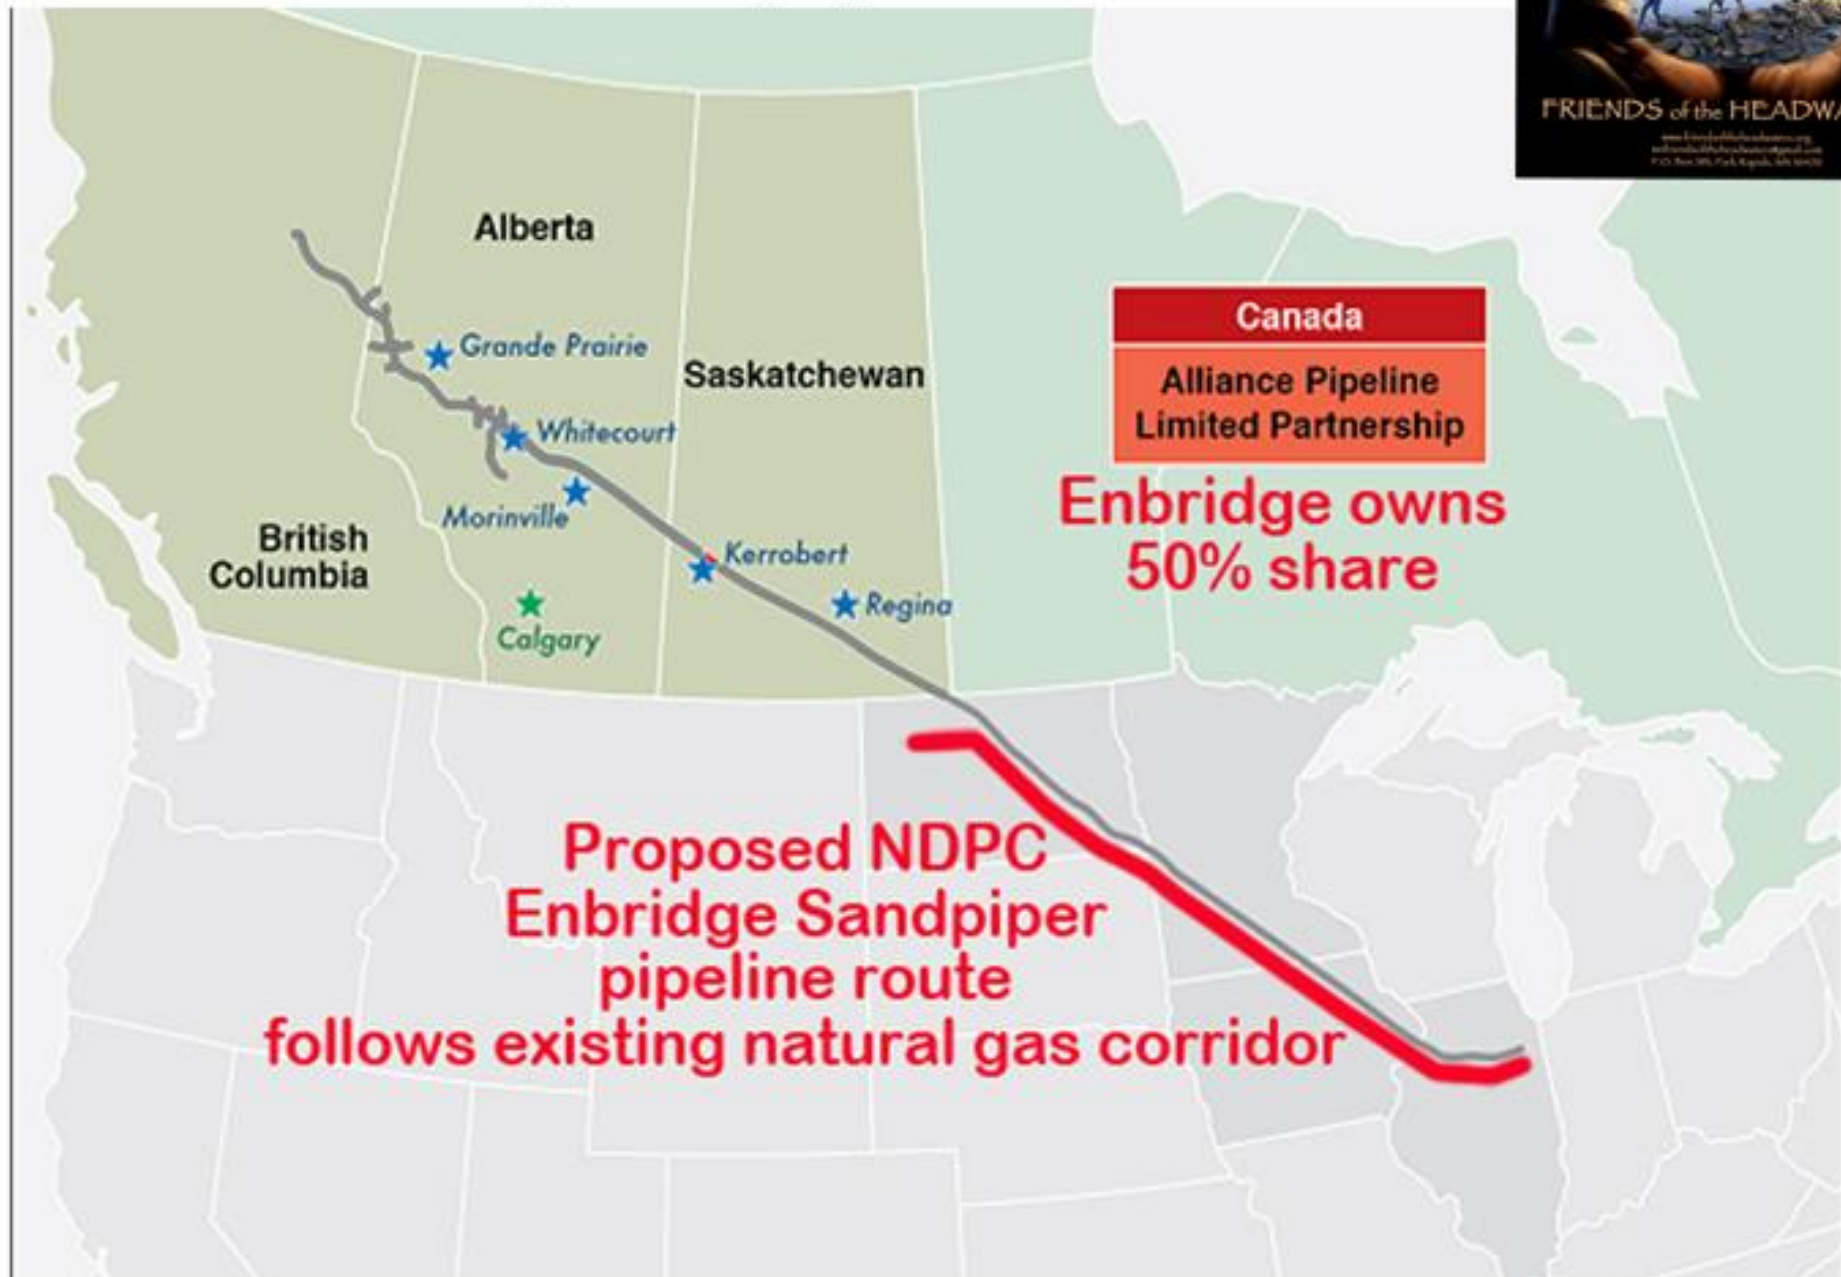 FRIENDS of the HEADWA
Alberta
Grande Prairie
Saskatchewan
Whitecourt
Morinville
British
Columbia
Kerrobert
Regina
Calgary
Canada
Alliance Pipeline
Limited Partnership
Enbridge owns
50% share
Proposed NDPC
Enbridge Sandpiper
pipeline route
follows existing natural gas corridor